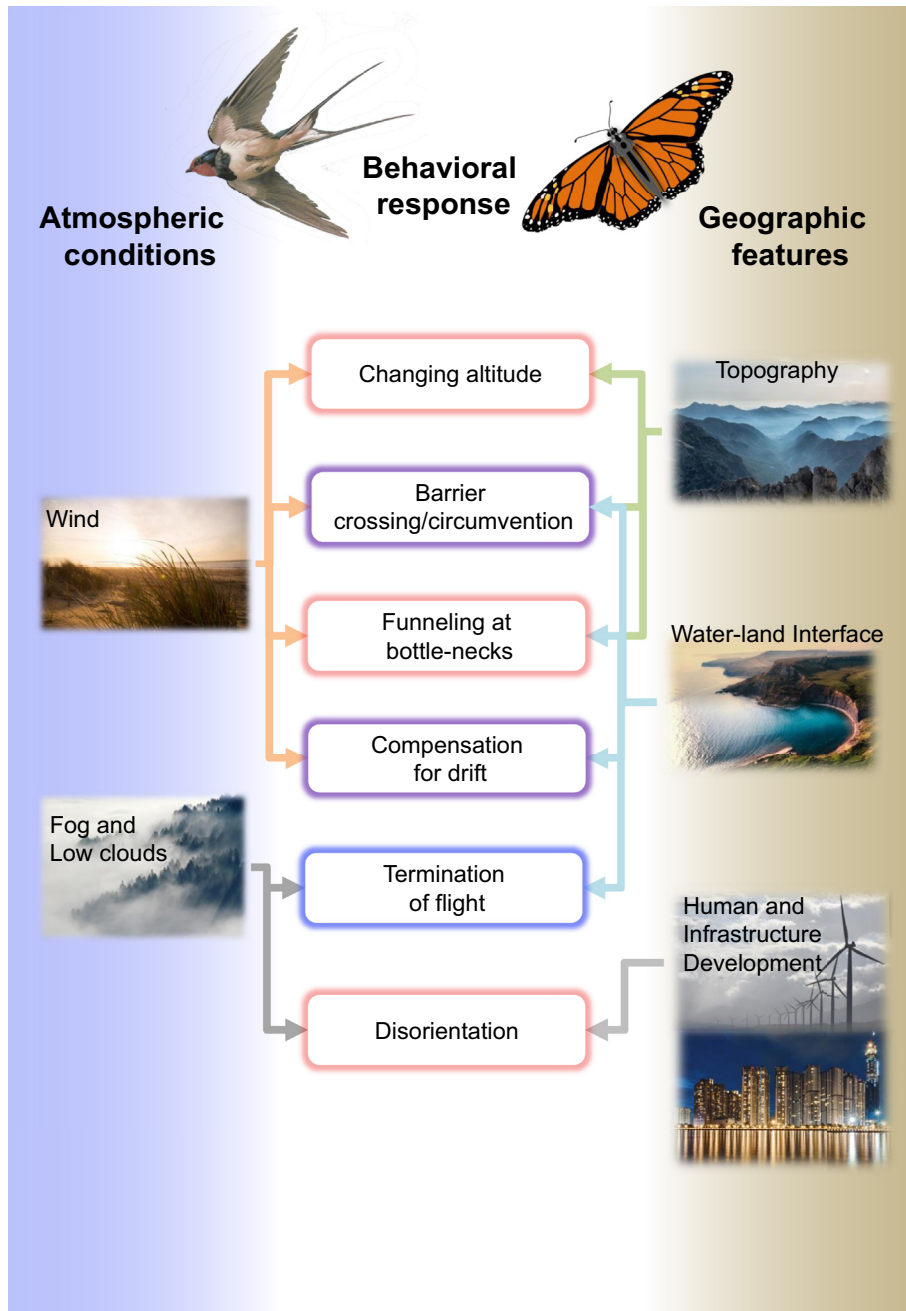 Behavioral
response
Atmospheric
conditions
Geographic
features
Changing altitude
Topography
Barrier
crossing/circumvention
Wind
Funneling at
bottle-necks
Water-land Interface
Compensation
for drift
Fog and
Low clouds
Termination
of flight
Human and
Infrastructure
Development
Disorientation